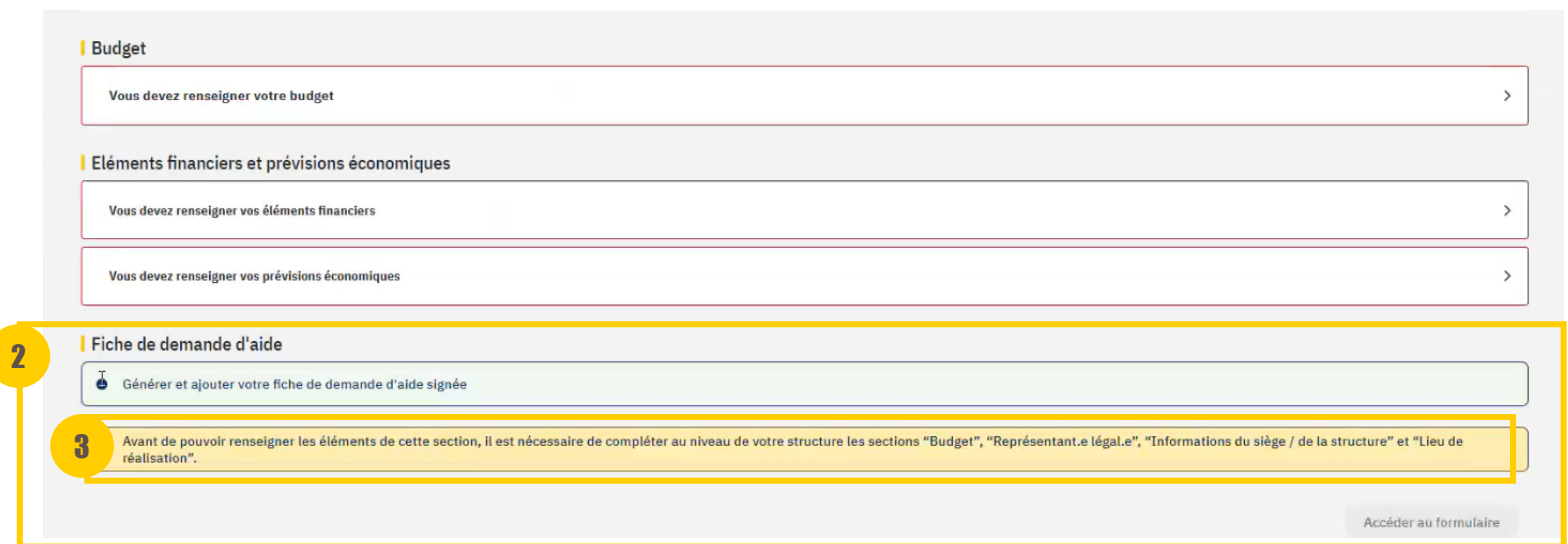 Budget
Vous devez renseigner votre budget
Eléments financiers et prévisions économiques
Vous devez renseigner vos éléments financiers
Vous devez renseigner vos prévisions économiques
2
Fiche de demande d'aide
Générer et ajouter votre fiche de demande d'aide signée
3
Avant de pouvoir renseigner les éléments de cette section, il est nécessaire de compléter au niveau de votre structure les sections “Budget”, “Représentant.e légal.e”, “Informations du siège / de la structure” et “Lieu de
réalisation”.
Accéder au formulaire